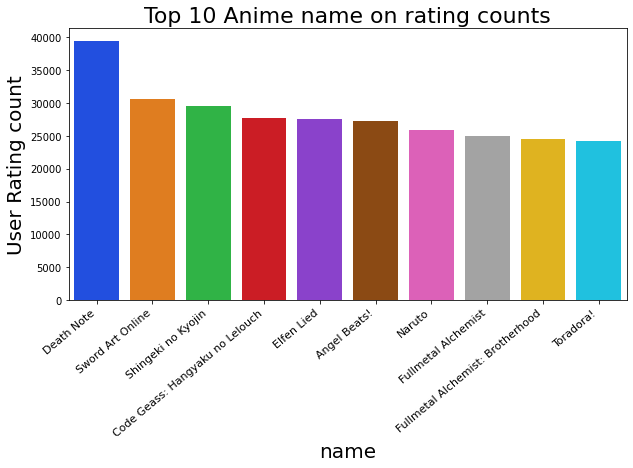 Top 10 Anime name on rating counts
User Rating count
40000
35000
30000
25000
20000
15000
10000
5000
0
Death Note
Sword Art Online
Shingeki no Kyojin
Code Geass: Hangyaku no Lelouch
Elfen Lied
Angel Beats!
Naruto
Fullmetal Alchemist
Fullmetal Alchemist: Brotherhood
Toradora!
name